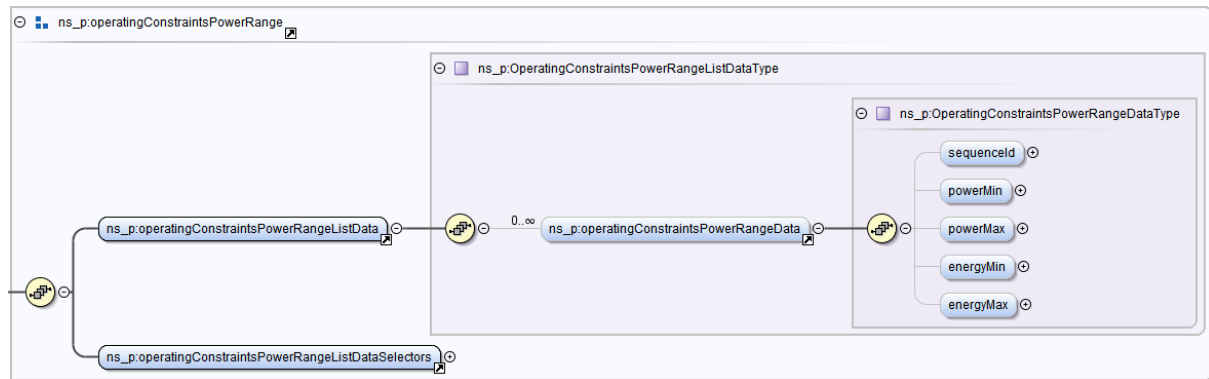 ns_p:operatingConstraintsPowerRange
ns_p:OperatingConstraintsPowerRangeListDataType
ns_p:OperatingConstraintsPowerRangeDataType
sequenceId
powerMin
ns_p:operatingConstraintsPowerRangeListData
0..∞
ns_p:operatingConstraintsPowerRangeData
powerMax
energyMin
energyMax
ns_p:operatingConstraintsPowerRangeListDataSelectors